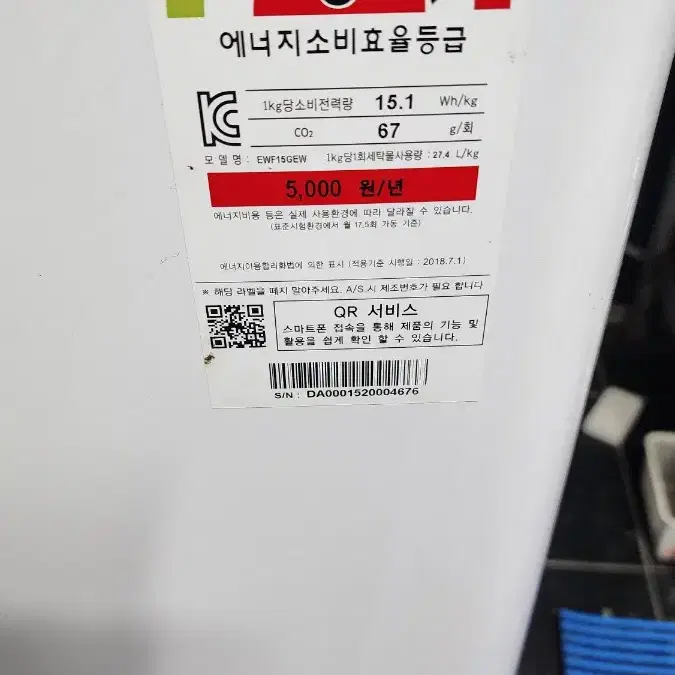 에너지소비효율등급
1kg당소비전력량 15.1 Wh/kg
CO₂ 67 g/회
모 델 명 : EWF15GEW 1kg당1회세탁물사용량 : 27.4 L/kg
5,000 원/년
에너지비용 등은 실제 사용환경에 따라 달라질 수 있습니다.
(표준시험환경에서 월 17.5회 가동 기준)
에너지이용합리화법에 의한 표시 (적용기준 시행일 : 2018.7.1)
※ 해당 라벨을 떼지 말아주세요. A/S 시 제조번호가 필요 합니다
QR 서비스
스마트폰 접속을 통해 제품의 기능 및
활용을 쉽게 확인 할 수 있습니다.
S/N : DA0001520004676